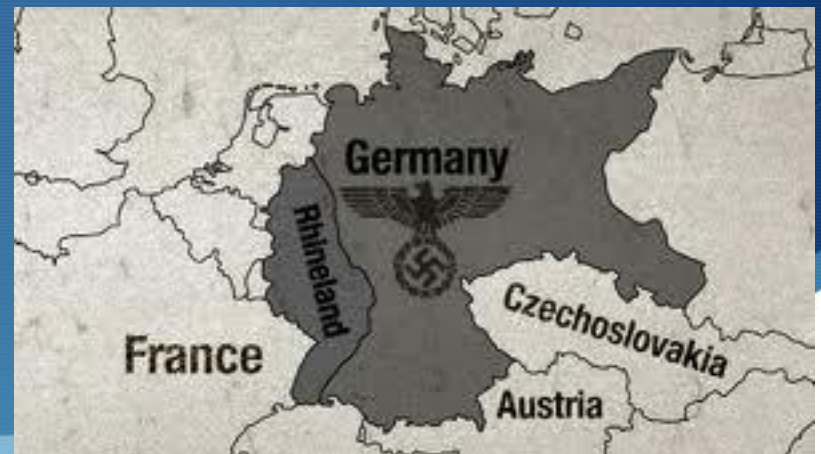 Germany
Rhineland
Czechoslovakia
France
Austria